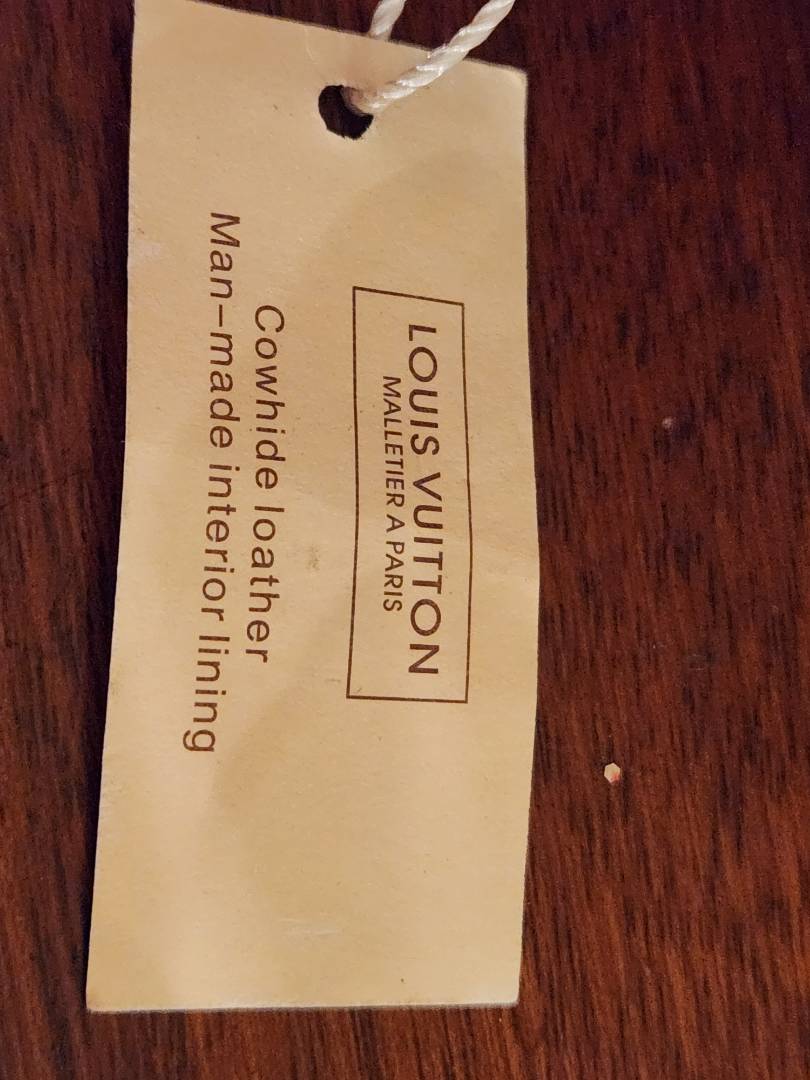 LOUIS VUITTON
MALLETIER A PARIS
Cowhide loather
Man-made interior lining